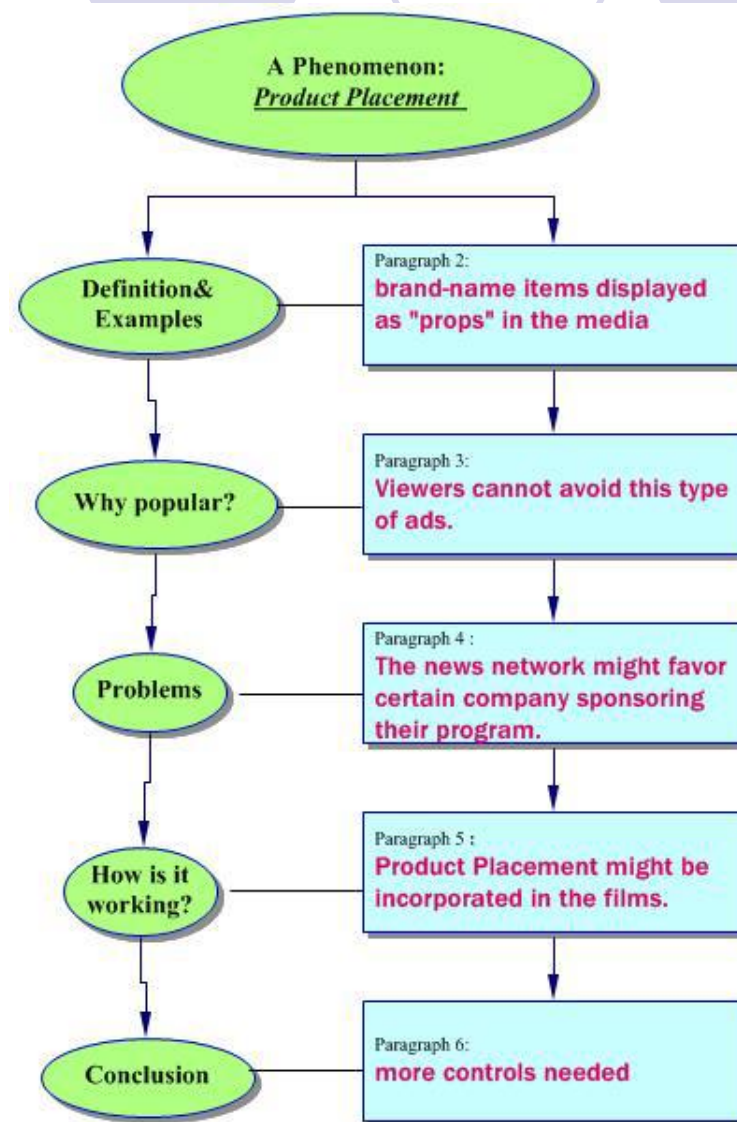 A Phenomenon:
Product Placement
Definition&
Examples
Paragraph 2:
brand-name items displayed
as "props" in the media
Why popular?
Paragraph 3:
Viewers cannot avoid this type
of ads.
Problems
Paragraph 4 :
The news network might favor
certain company sponsoring
their program.
How is it
working?
Paragraph 5 :
Product Placement might be
incorporated in the films.
Conclusion
Paragraph 6:
more controls needed